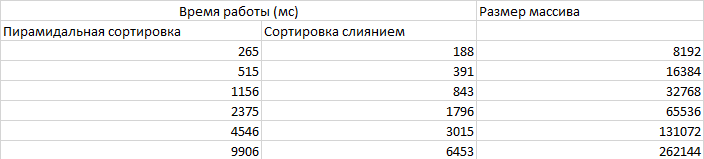 Время работы (мс) Размер массива
Пирамидальная сортировка Сортировка слиянием
265 188 8192
515 391 16384
1156 843 32768
2375 1796 65536
4546 3015 131072
9906 6453 262144